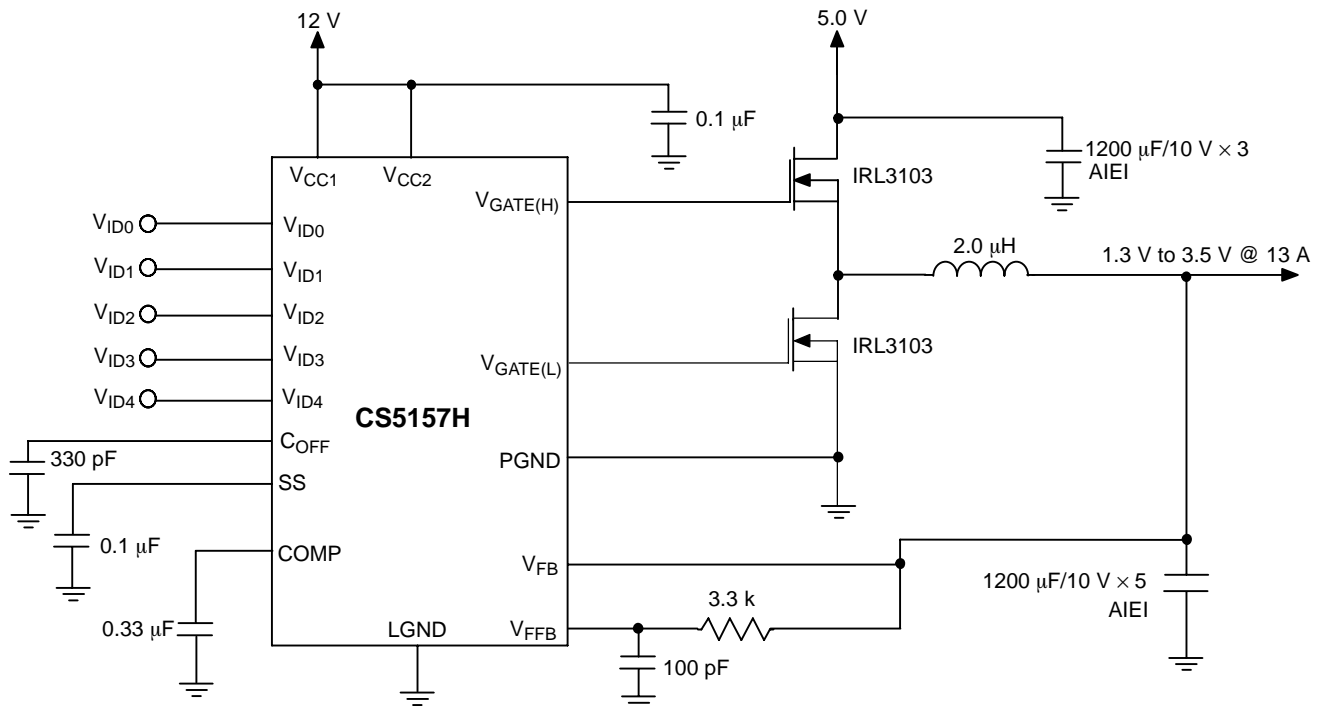 12 V
5.0 V
0.1 μF
1200 μF/10 V × 3
AIEI
VCC1
VCC2
IRL3103
VGATE(H)
VID0
VID0
2.0 μH
1.3 V to 3.5 V @ 13 A
VID1
VID1
VID2
VID2
VID3
VID3
IRL3103
VGATE(L)
VID4
VID4
CS5157H
COFF
330 pF
PGND
SS
0.1 μF
COMP
VFB
1200 μF/10 V × 5
AIEI
3.3 k
0.33 μF
LGND
VFFB
100 pF